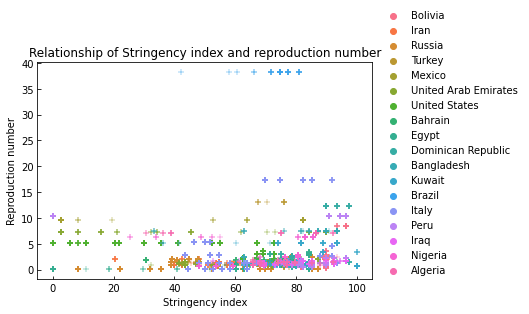 Relationship of Stringency index and reproduction number
Reproduction number
40
35
30
25
20
15
10
5
0
0
20
40
60
80
100
Stringency index
Bolivia
Iran
Russia
Turkey
Mexico
United Arab Emirates
United States
Bahrain
Egypt
Dominican Republic
Bangladesh
Kuwait
Brazil
Italy
Peru
Iraq
Nigeria
Algeria